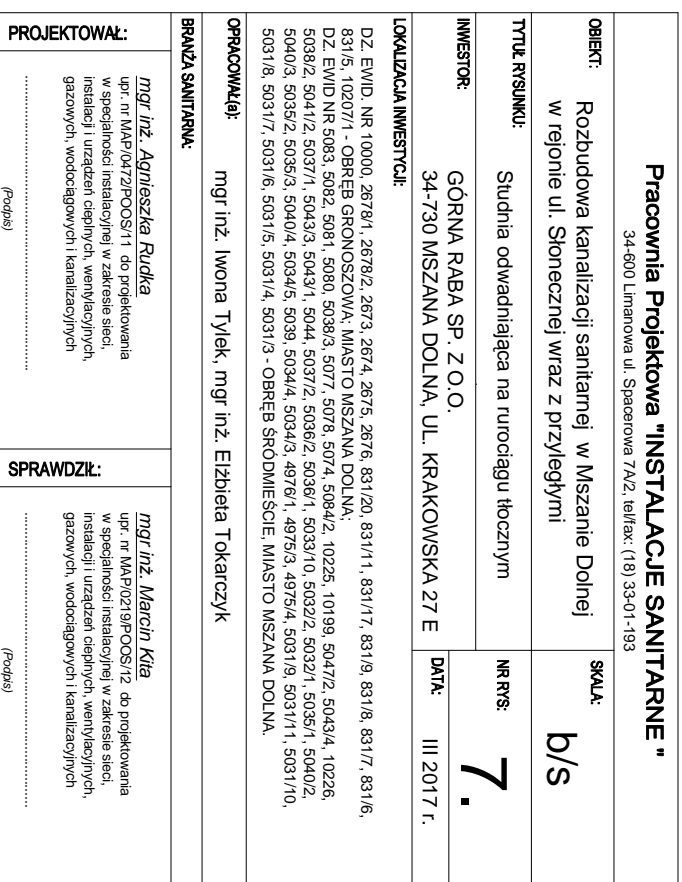 Pracownia Projektowa "INSTALACJE SANITARNE "
34-600 Limanowa ul. Spacerowa 7A/2, tel/fax: (18) 33-01-193
OBIEKT:
Rozbudowa kanalizacji sanitarnej w Mszanie Dolnej
w rejonie ul. Słonecznej wraz z przyległymi
SKALA:
b/s
TYTUŁ RYSUNKU:
Studnia odwadniająca na rurociągu tłocznym
NR RYS:
7.
INWESTOR:
GÓRNA RABA SP. Z O.O.
34-730 MSZANA DOLNA, UL. KRAKOWSKA 27 E
DATA:
III 2017 r.
LOKALIZACJA INWESTYCJI:
DZ. EWID. NR 10000, 2678/1, 2678/2, 2673, 2674, 2675, 2676, 831/20, 831/11, 831/17, 831/9, 831/8, 831/7, 831/6,
831/5, 10207/1 - OBRĘB GRONOSZOWA; MIASTO MSZANA DOLNA;
DZ. EWID NR 5083, 5082, 5081, 5080, 5038/3, 5077, 5078, 5074, 5084/2, 10225, 10199, 5047/2, 5043/4, 10226,
5038/2, 5041/2, 5037/1, 5043/3, 5043/1, 5044, 5037/2, 5036/2, 5036/1, 5033/10, 5032/2, 5032/1, 5035/1, 5040/2,
5040/3, 5035/2, 5035/3, 5040/4, 5034/5, 5039, 5034/4, 5034/3, 4976/1, 4975/3, 4975/4, 5031/9, 5031/11, 5031/10,
5031/8, 5031/7, 5031/6, 5031/5, 5031/4, 5031/3 - OBRĘB ŚRÓDMIEŚCIE, MIASTO MSZANA DOLNA.
OPRACOWAŁ(a):
mgr inż. Iwona Tylek, mgr inż. Elżbieta Tokarczyk
BRANŻA SANITARNA:
PROJEKTOWAŁ:
mgr inż. Agnieszka Rudka
upr. nr MAP/0472/POOS/11 do projektowania
w specjalności instalacyjnej w zakresie sieci,
instalacji i urządzeń cieplnych, wentylacyjnych,
gazowych, wodociągowych i kanalizacyjnych
(Podpis)
SPRAWDZIŁ:
mgr inż. Marcin Kita
upr. nr MAP/0219/POOS/12 do projektowania
w specjalności instalacyjnej w zakresie sieci,
instalacji i urządzeń cieplnych, wentylacyjnych,
gazowych, wodociągowych i kanalizacyjnych
(Podpis)